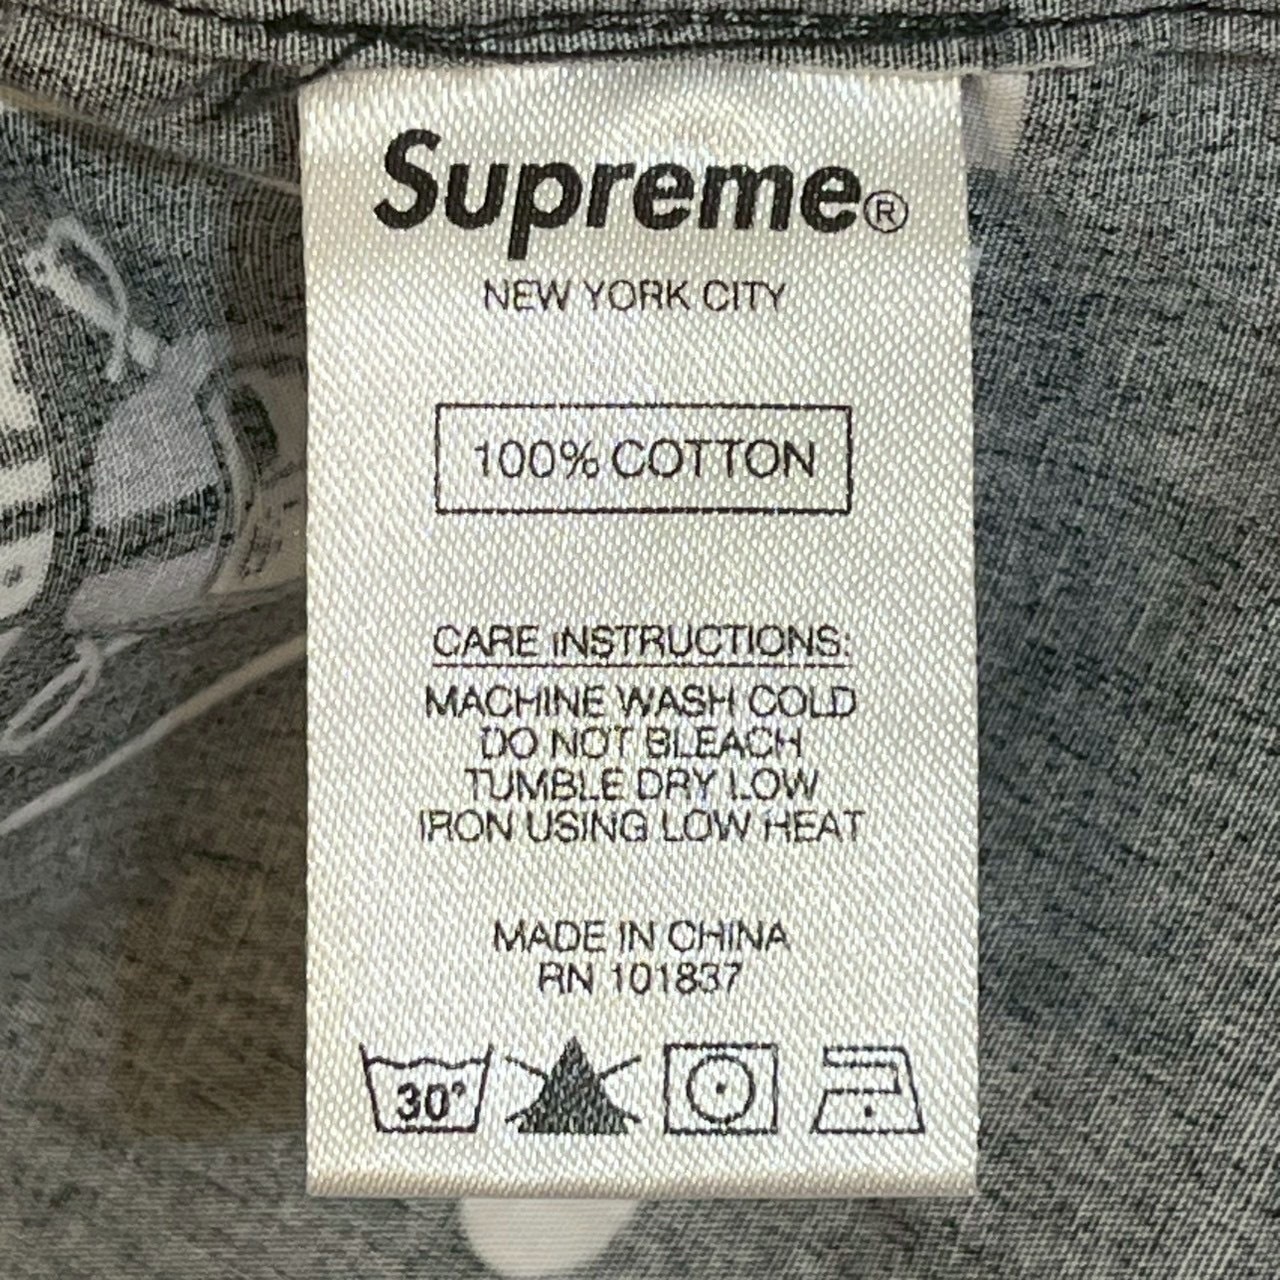 Supreme®
NEW YORK CITY
100% COTTON
CARE INSTRUCTIONS:
MACHINE WASH COLD
DO NOT BLEACH
TUMBLE DRY LOW
IRON USING LOW HEAT
MADE IN CHINA
RN 101837
30°